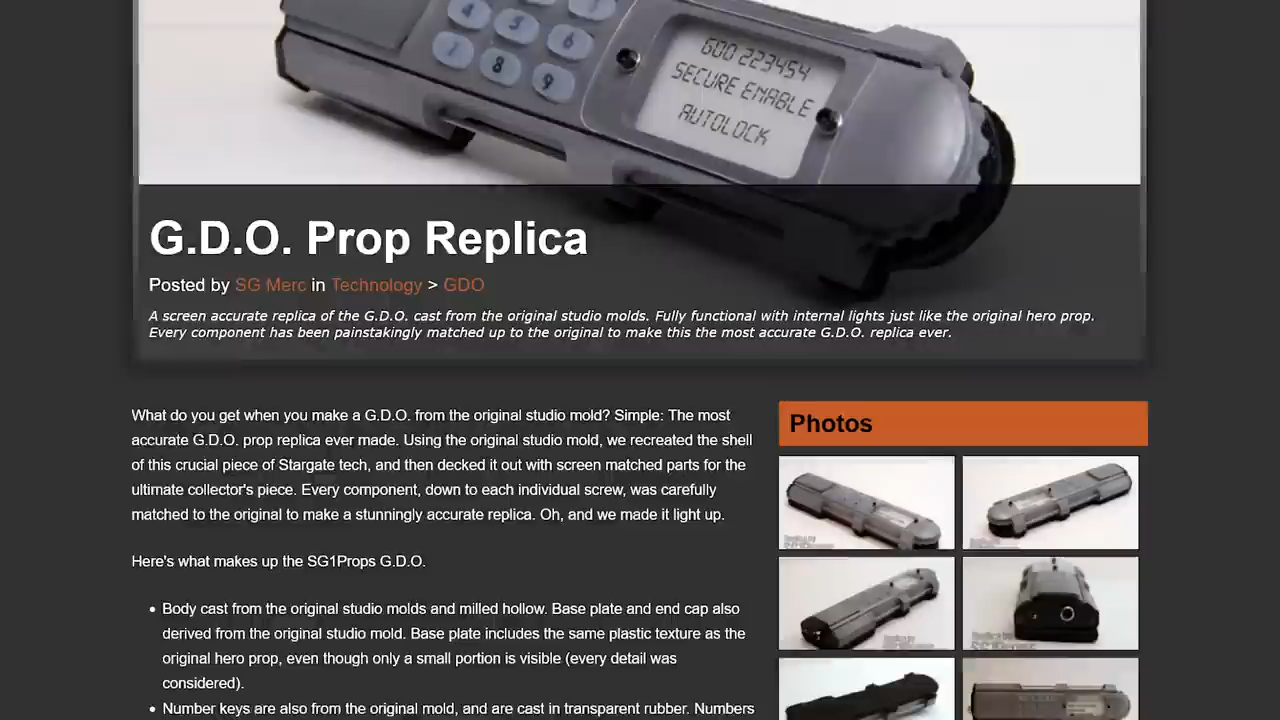 4
5
6
7
8
9
GDO 223454
SECURE ENABLE
AUTOLOCK
G.D.O. Prop Replica
Posted by SG Merc in Technology > GDO
A screen accurate replica of the G.D.O. cast from the original studio molds. Fully functional with internal lights just like the original hero prop.
Every component has been painstakingly matched up to the original to make this the most accurate G.D.O. replica ever.
What do you get when you make a G.D.O. from the original studio mold? Simple: The most
accurate G.D.O. prop replica ever made. Using the original studio mold, we recreated the shell
of this crucial piece of Stargate tech, and then decked it out with screen matched parts for the
ultimate collector's piece. Every component, down to each individual screw, was carefully
matched to the original to make a stunningly accurate replica. Oh, and we made it light up.
Here's what makes up the SG1Props G.D.O.
• Body cast from the original studio molds and milled hollow. Base plate and end cap also
derived from the original studio mold. Base plate includes the same plastic texture as the
original hero prop, even though only a small portion is visible (every detail was
considered).
• Number keys are also from the original mold, and are cast in transparent rubber. Numbers
Photos